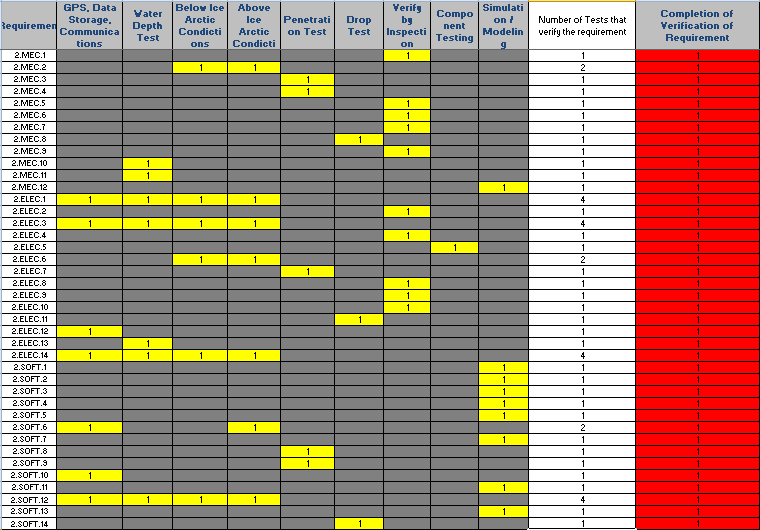 Requiremen GPS, Data Storage, Communications Water Depth Test Below Ice Arctic Conditions Above Ice Arctic Conditi Penetration Test Drop Test Verify by Inspection Component Testing Simulation / Modeling Number of Tests that verify the requirement Completion of Verification of Requirement
2.MEC.1 1 1 1
2.MEC.2 1 1 2 1
2.MEC.3 1 1 1
2.MEC.4 1 1 1
2.MEC.5 1 1 1
2.MEC.6 1 1 1
2.MEC.7 1 1 1
2.MEC.8 1 1 1
2.MEC.9 1 1 1
2.MEC.10 1 1 1
2.MEC.11 1 1 1
2.MEC.12 1 1 1
2.ELEC.1 1 1 1 1 4 1
2.ELEC.2 1 1 1
2.ELEC.3 1 1 1 1 4 1
2.ELEC.4 1 1 1
2.ELEC.5 1 1 1
2.ELEC.6 1 1 2 1
2.ELEC.7 1 1 1
2.ELEC.8 1 1 1
2.ELEC.9 1 1 1
2.ELEC.10 1 1 1
2.ELEC.11 1 1 1
2.ELEC.12 1 1 1
2.ELEC.13 1 1 1
2.ELEC.14 1 1 1 1 4 1
2.SOFT.1 1 1 1
2.SOFT.2 1 1 1
2.SOFT.3 1 1 1
2.SOFT.4 1 1 1
2.SOFT.5 1 1 1
2.SOFT.6 1 1 2 1
2.SOFT.7 1 1 1
2.SOFT.8 1 1 1
2.SOFT.9 1 1 1
2.SOFT.10 1 1 1
2.SOFT.11 1 1 1
2.SOFT.12 1 1 1 1 4 1
2.SOFT.13 1 1 1
2.SOFT.14 1 1 1